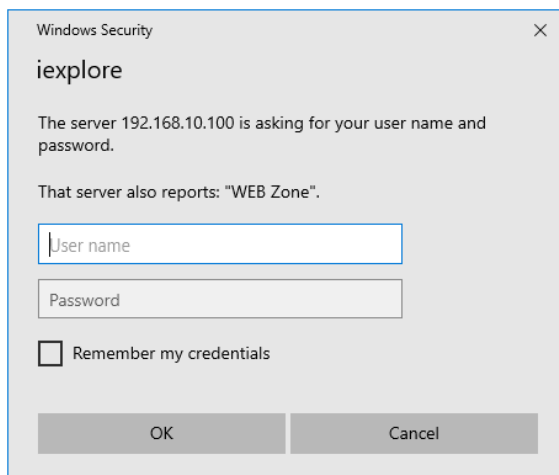 Windows Security
iexplore
The server 192.168.10.100 is asking for your user name and
password.
That server also reports: "WEB Zone".
User name
Password
Remember my credentials
OK
Cancel